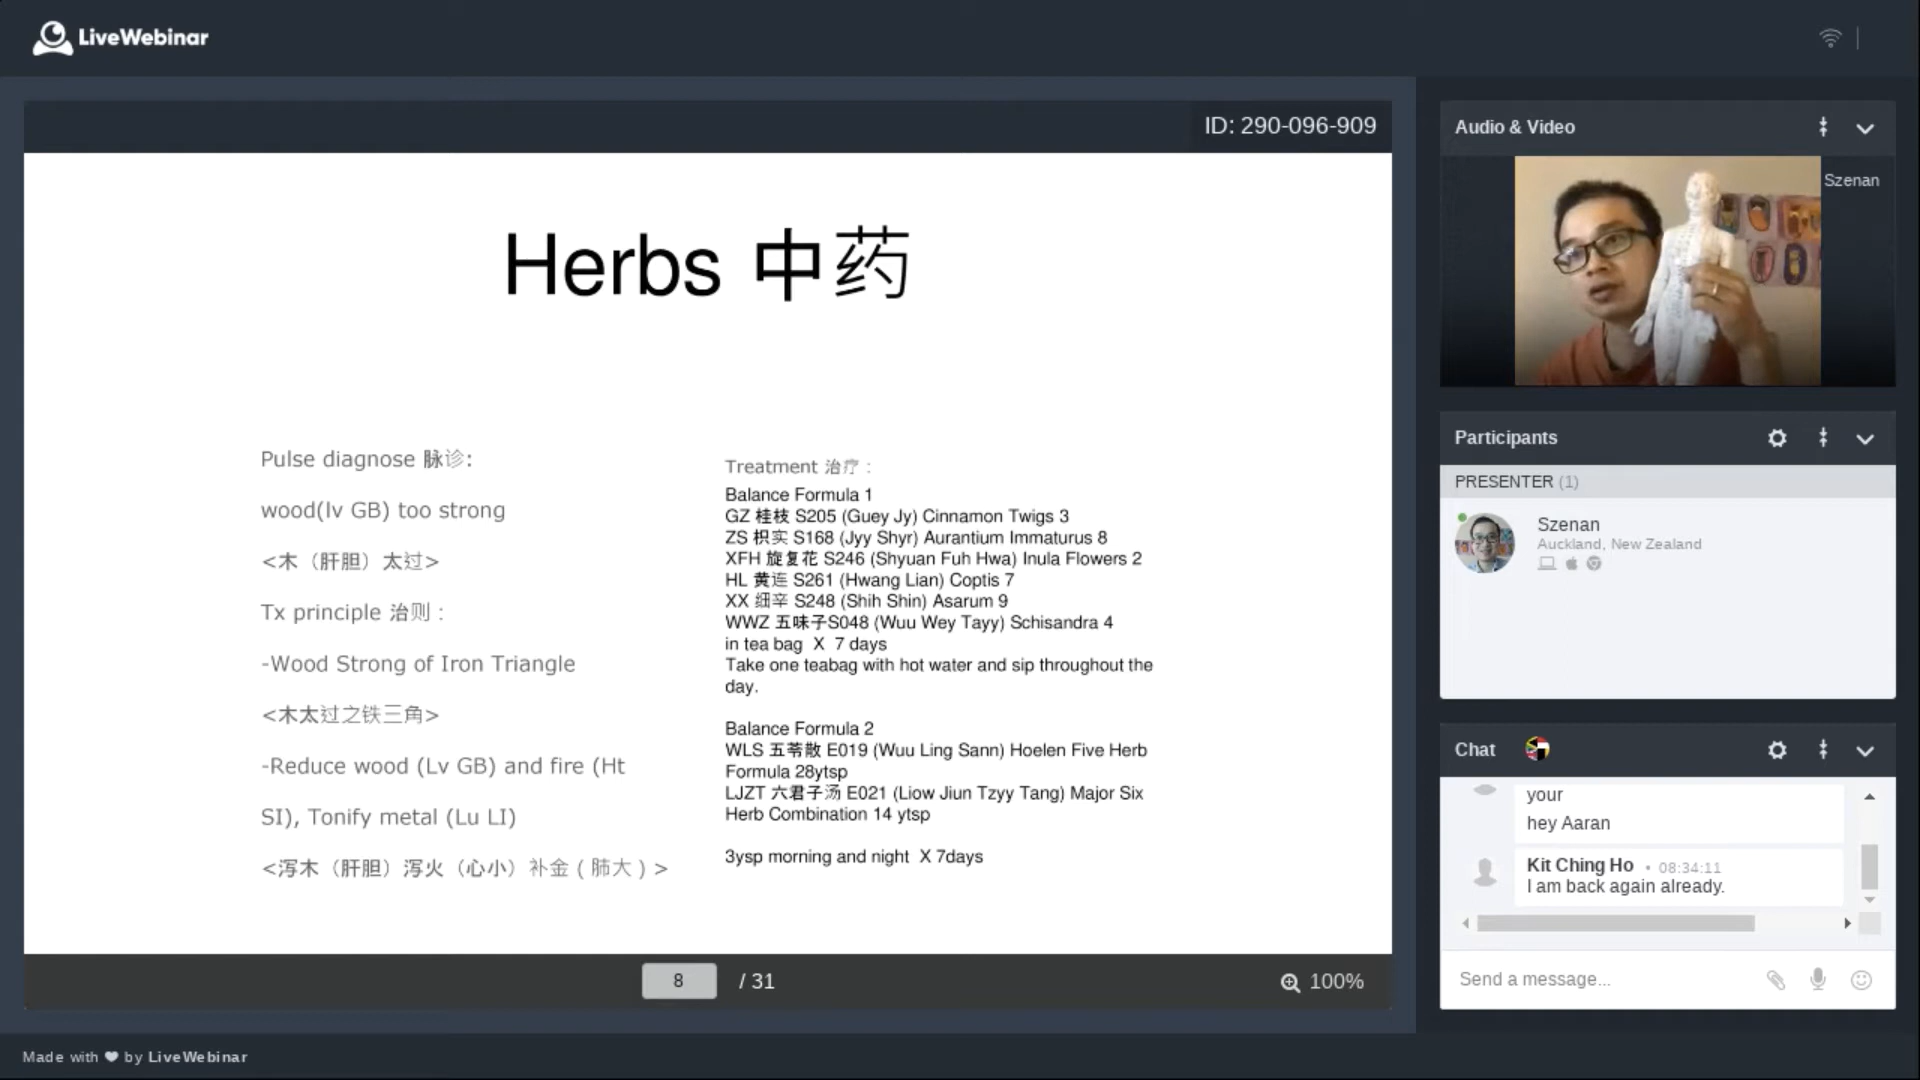 LiveWebinar
ID: 290-096-909
Herbs 中药
Pulse diagnose 脉诊:
wood(lv GB) too strong
<木（肝胆）太过>
Tx principle 治则 :
-Wood Strong of Iron Triangle
<木太过之铁三角>
-Reduce wood (Lv GB) and fire (Ht
SI), Tonify metal (Lu LI)
<泻木（肝胆）泻火（心小）补金 ( 肺大 ) >
Treatment 治疗 :
Balance Formula 1
GZ 桂枝 S205 (Guey Jy) Cinnamon Twigs 3
ZS 枳实 S168 (Jyy Shyr) Aurantium Immaturus 8
XFH 旋复花 S246 (Shyuan Fuh Hwa) Inula Flowers 2
HL 黄连 S261 (Hwang Lian) Coptis 7
XX 细辛 S248 (Shih Shin) Asarum 9
WWZ 五味子S048 (Wuu Wey Tayy) Schisandra 4
in tea bag X 7 days
Take one teabag with hot water and sip throughout the
day.
Balance Formula 2
WLS 五苓散 E019 (Wuu Ling Sann) Hoelen Five Herb
Formula 28ytsp
LJZT 六君子汤 E021 (Liow Jiun Tzyy Tang) Major Six
Herb Combination 14 ytsp
3ysp morning and night X 7days
8 / 31
100%
Audio & Video
Szenan
Participants
PRESENTER (1)
Szenan
Auckland, New Zealand
Chat
your
hey Aaran
Kit Ching Ho • 08:34:11
I am back again already.
Send a message...
Made with ❤ by LiveWebinar